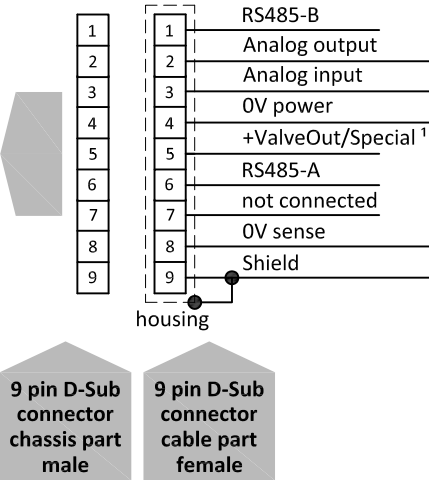 RS485-B
1 1
Analog output
2 2
Analog input
3 3
0V power
4 4
+ValveOut/Special ¹
5 5
RS485-A
6 6
not connected
7 7
0V sense
8 8
Shield
9 9
housing
9 pin D-Sub
connector
chassis part
male
9 pin D-Sub
connector
cable part
female